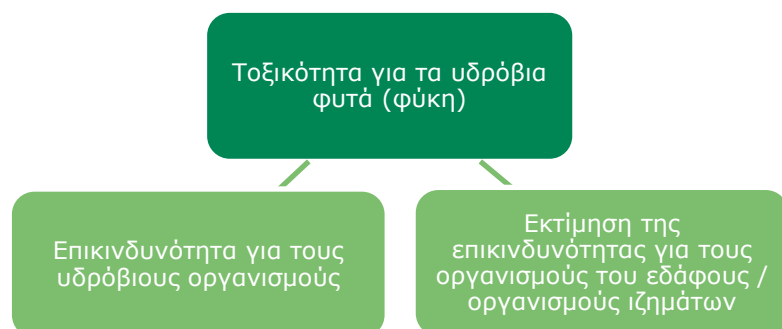 Τοξικότητα για τα υδρόβια
φυτά (φύκη)
Επικινδυνότητα για τους
υδρόβιους οργανισμούς
Εκτίμηση της
επικινδυνότητας για τους
οργανισμούς του εδάφους /
οργανισμούς ιζημάτων